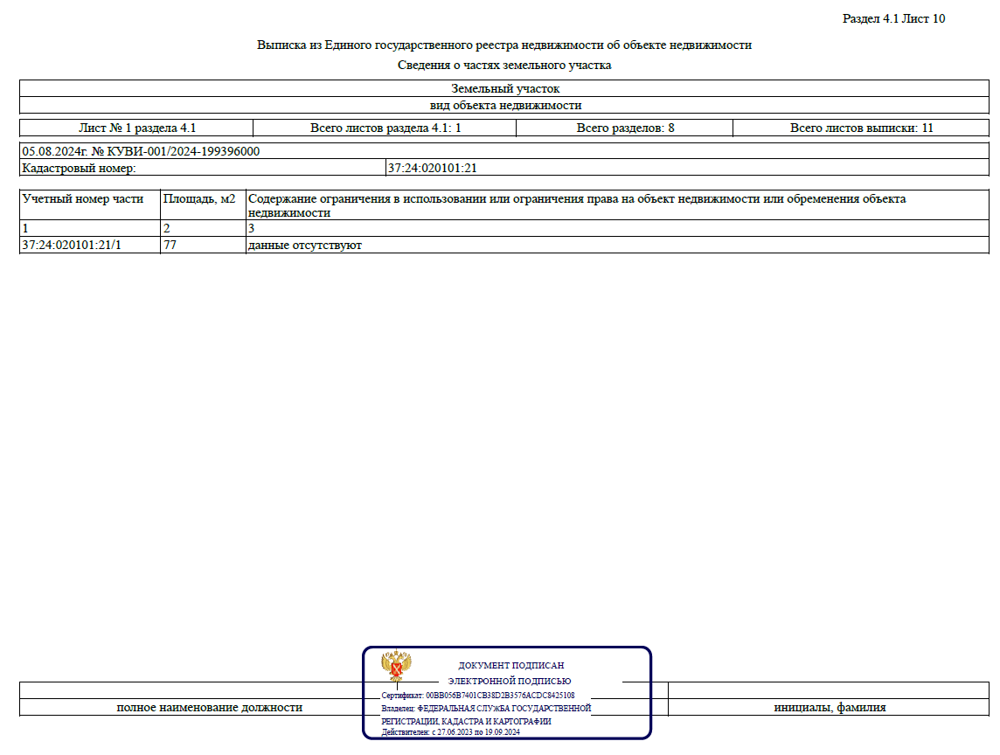 Раздел 4.1 Лист 10
Выписка из Единого государственного реестра недвижимости об объекте недвижимости
Сведения о частях земельного участка
Земельный участок
вид объекта недвижимости
Лист № 1 раздела 4.1 Всего листов раздела 4.1: 1 Всего разделов: 8 Всего листов выписки: 11
05.08.2024г. № КУВИ-001/2024-199396000
Кадастровый номер: 37:24:020101:21
Учетный номер части Площадь, м2 Содержание ограничения в использовании или ограничения права на объект недвижимости или обременения объекта
недвижимости
1 2 3
37:24:020101:21/1 77 данные отсутствуют
ДОКУМЕНТ ПОДПИСАН
ЭЛЕКТРОННОЙ ПОДПИСЬЮ
Сертификат: 00BB056B7401CB38D2B3576ACDC8425108
полное наименование должности Владелец: ФЕДЕРАЛЬНАЯ СЛУЖБА ГОСУДАРСТВЕННОЙ инициалы, фамилия
РЕГИСТРАЦИИ, КАДАСТРА И КАРТОГРАФИИ
Действителен: с 27.06.2023 по 19.09.2024